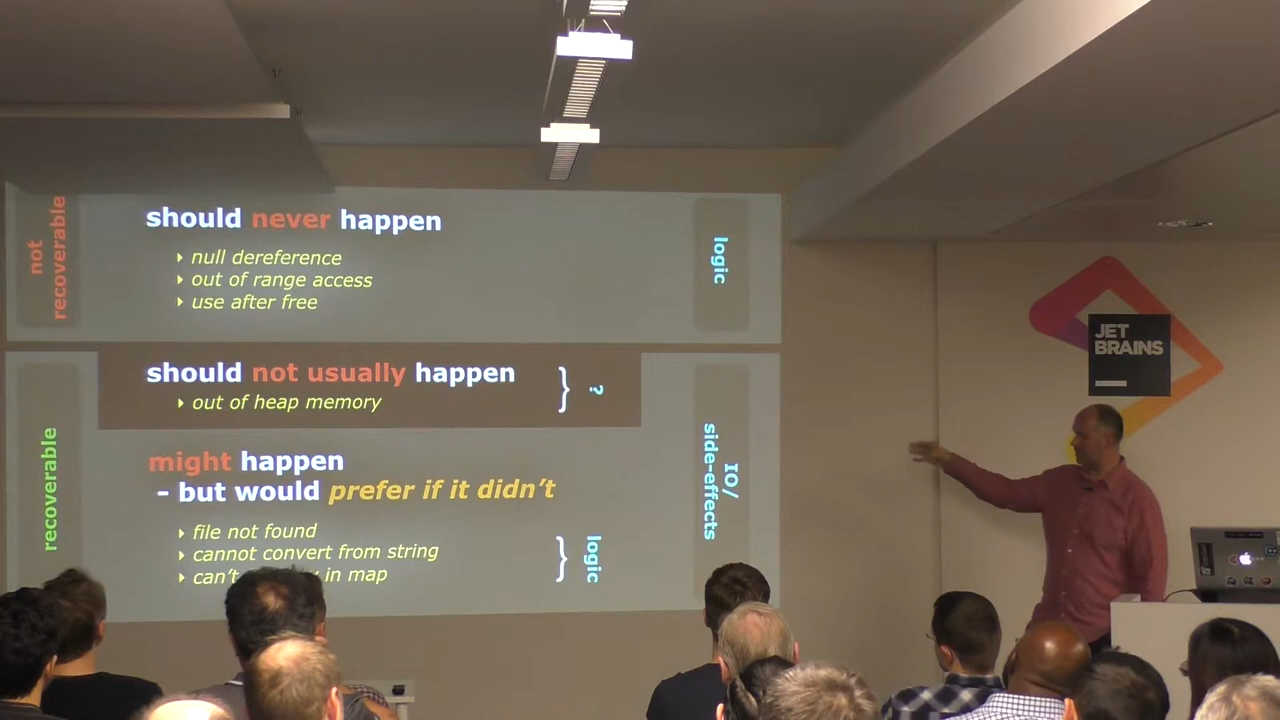 not
recoverable
should never happen
null dereference
out of range access
use after free
logic
should not usually happen
out of heap memory
} ?
recoverable
might happen
- but would prefer if it didn't
file not found
cannot convert from string
can't in map
} logic
IO/
side-effects
JET
BRAINS